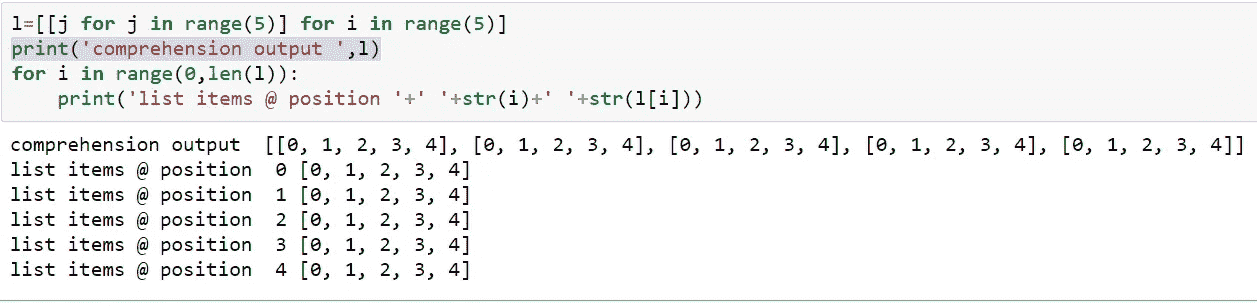 l=[[j for j in range(5)] for i in range(5)]
print('comprehension output ',l)
for i in range(0,len(l)):
    print('list items @ position '+' '+str(i)+' '+str(l[i]))
comprehension output  [[0, 1, 2, 3, 4], [0, 1, 2, 3, 4], [0, 1, 2, 3, 4], [0, 1, 2, 3, 4], [0, 1, 2, 3, 4]]
list items @ position  0 [0, 1, 2, 3, 4]
list items @ position  1 [0, 1, 2, 3, 4]
list items @ position  2 [0, 1, 2, 3, 4]
list items @ position  3 [0, 1, 2, 3, 4]
list items @ position  4 [0, 1, 2, 3, 4]